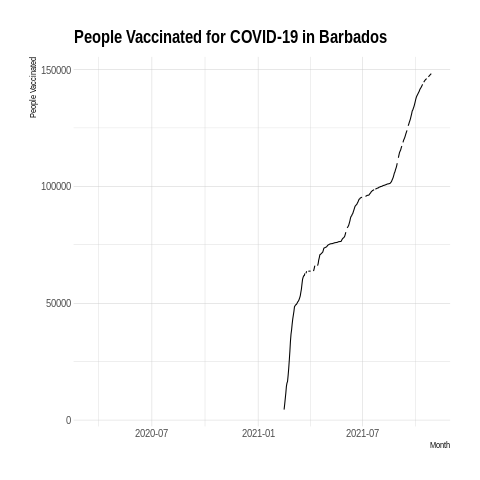 People Vaccinated for COVID-19 in Barbados
People Vaccinated
150000
100000
50000
0
2020-07 2021-01 2021-07
Month